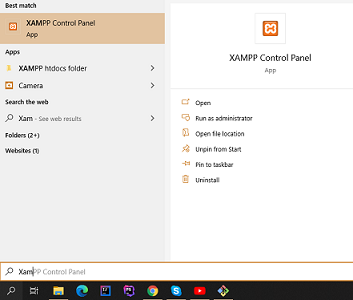 Best match
XAMPP Control Panel
App
Apps
XAMPP htdocs folder
Camera
Search the web
Xam - See web results
Folders (2+)
Websites (1)
XAMPP Control Panel
App
Open
Run as administrator
Open file location
Unpin from Start
Pin to taskbar
Uninstall
XamPP Control Panel